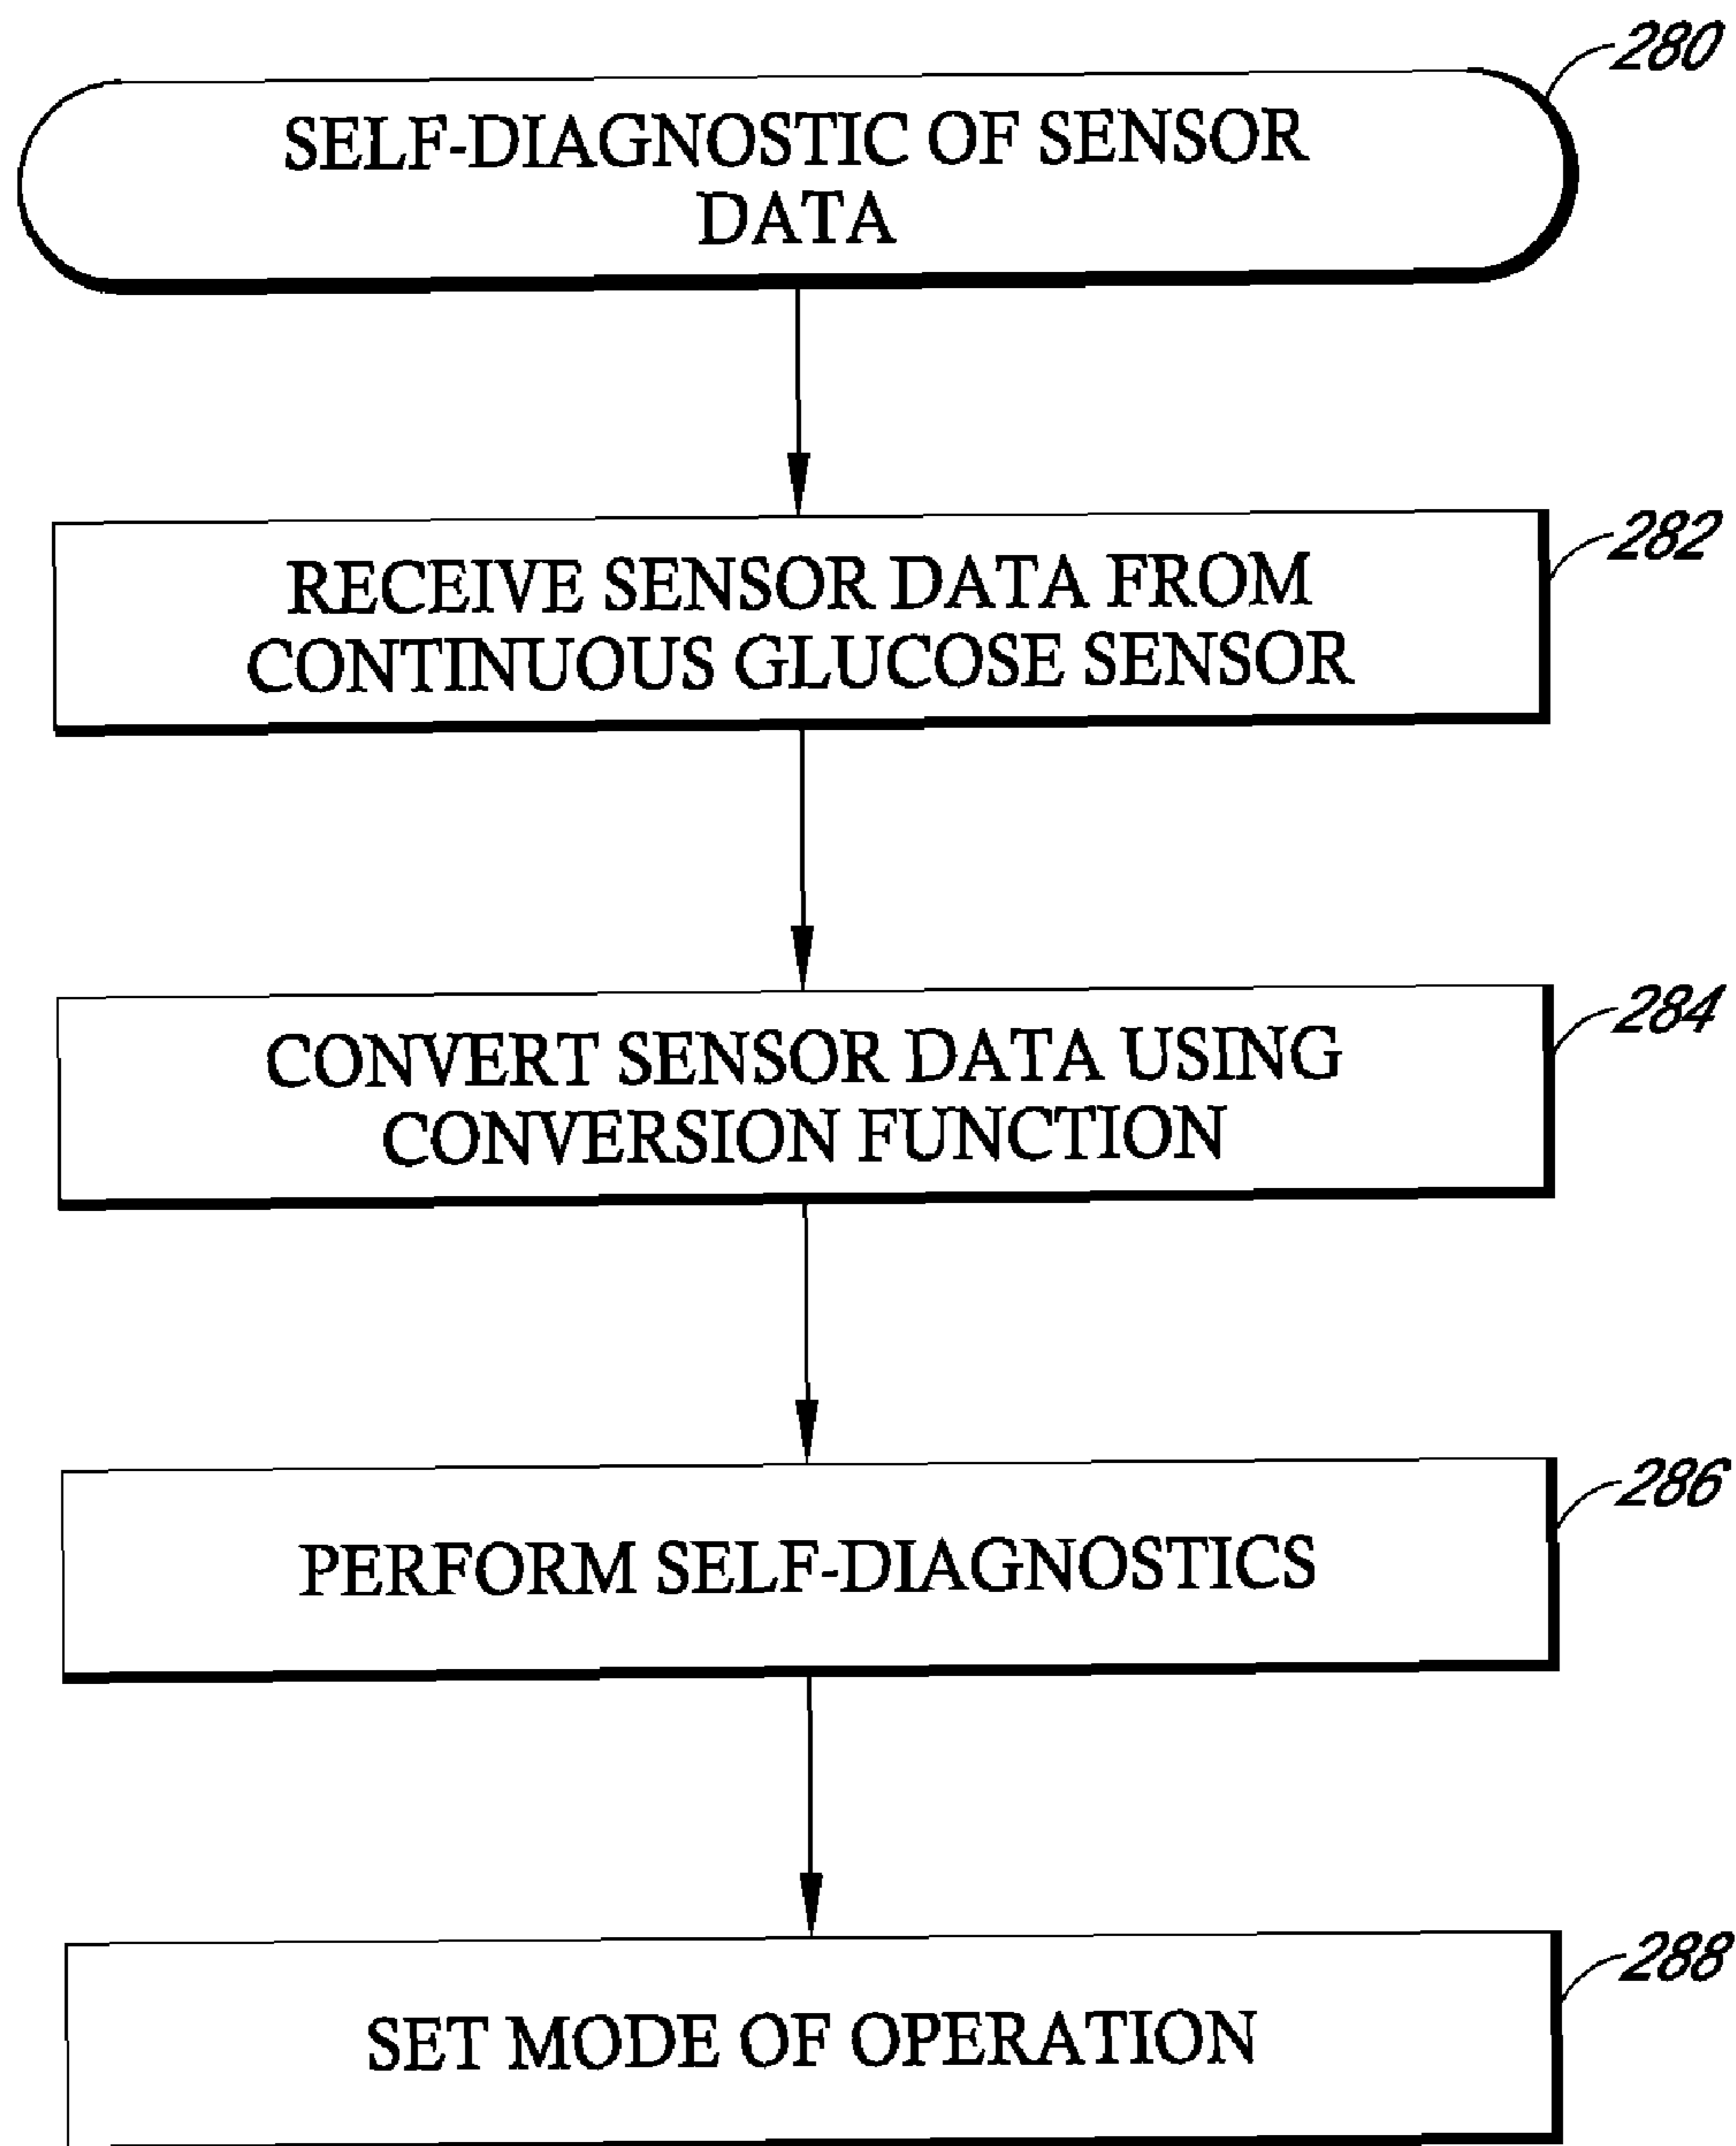 280
SELF-DIAGNOSTIC OF SENSOR
DATA
282
RECEIVE SENSOR DATA FROM
CONTINUOUS GLUCOSE SENSOR
284
CONVERT SENSOR DATA USING
CONVERSION FUNCTION
286
PERFORM SELF-DIAGNOSTICS
288
SET MODE OF OPERATION